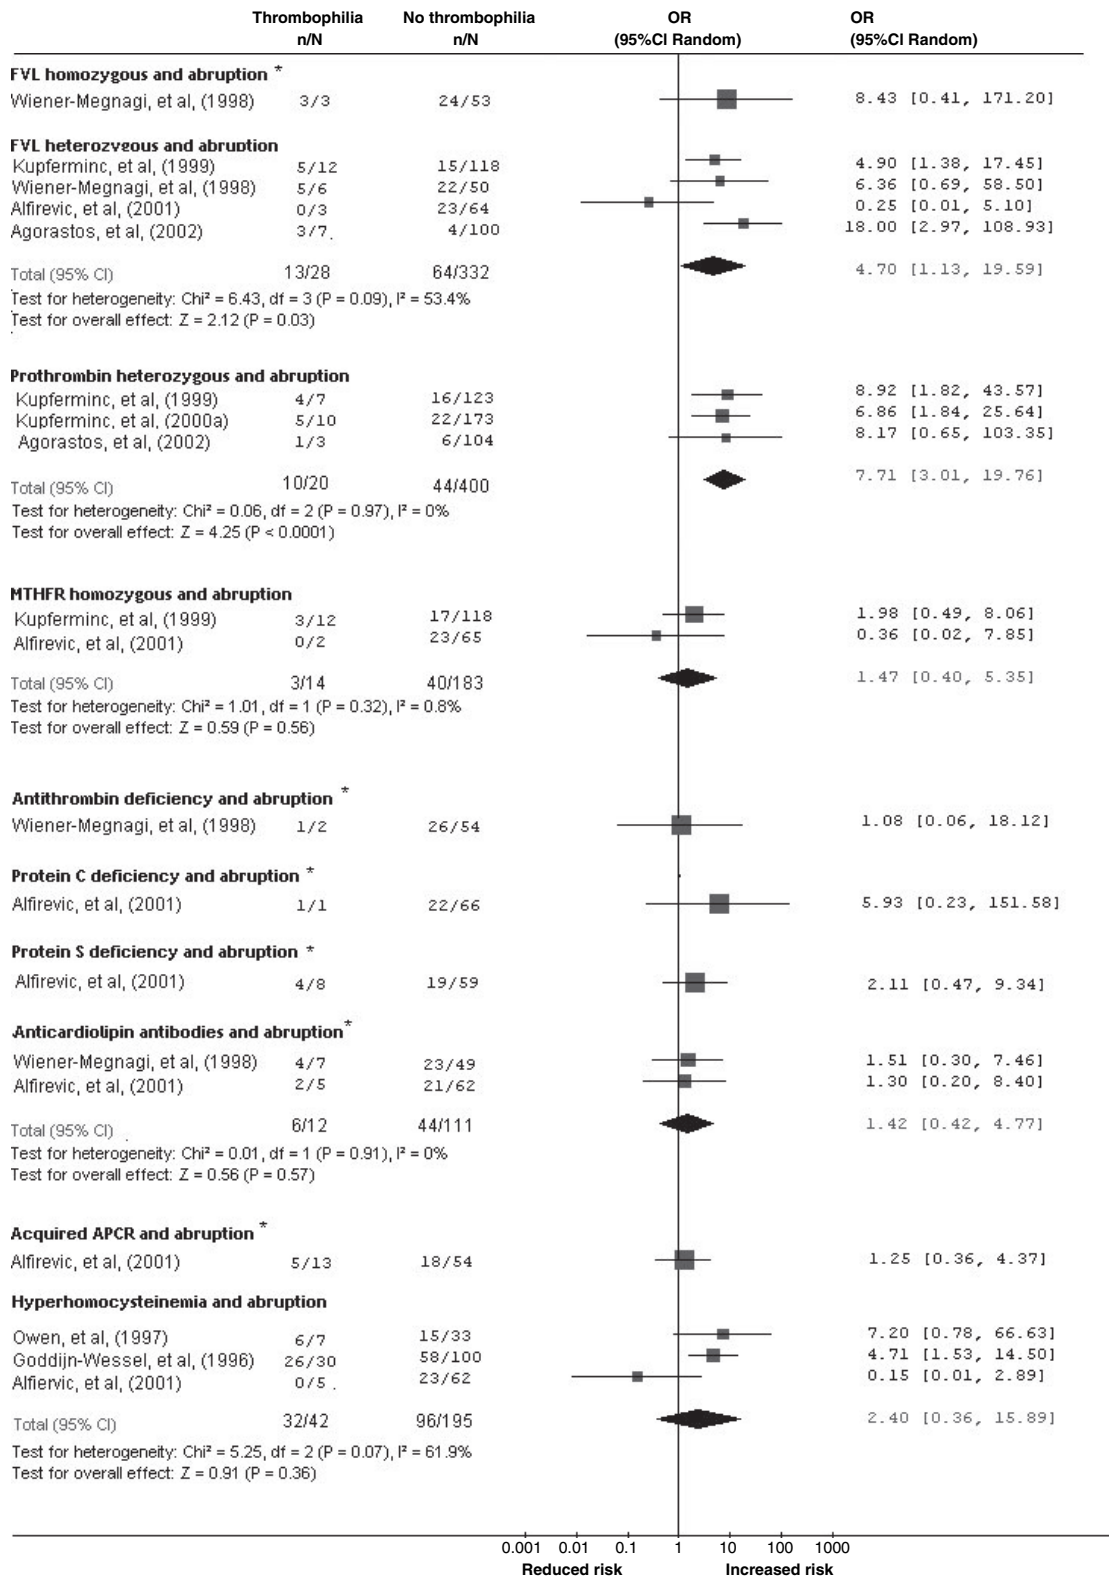 Thrombophilia No thrombophilia OR OR
n/N n/N (95%CI Random) (95%CI Random)
FVL homozygous and abruption *
Wiener-Megnagi, et al, (1998) 3/3 24/53 8.43 [0.41, 171.20]
FVL heterozygous and abruption
Kupferminc, et al, (1999) 5/12 15/118 4.90 [1.38, 17.45]
Wiener-Megnagi, et al, (1998) 5/6 22/50 6.36 [0.69, 58.50]
Alfirevic, et al, (2001) 0/3 23/64 0.25 [0.01, 5.10]
Agorastos, et al, (2002) 3/7 4/100 18.00 [2.97, 108.93]
Total (95% CI) 13/28 64/332 4.70 [1.13, 19.59]
Test for heterogeneity: Chi² = 6.43, df = 3 (P = 0.09), I² = 53.4%
Test for overall effect: Z = 2.12 (P = 0.03)
Prothrombin heterozygous and abruption
Kupferminc, et al, (1999) 4/7 16/123 8.92 [1.82, 43.57]
Kupferminc, et al, (2000a) 5/10 22/173 6.86 [1.84, 25.64]
Agorastos, et al, (2002) 1/3 6/104 8.17 [0.65, 103.35]
Total (95% CI) 10/20 44/400 7.71 [3.01, 19.76]
Test for heterogeneity: Chi² = 0.06, df = 2 (P = 0.97), I² = 0%
Test for overall effect: Z = 4.25 (P < 0.0001)
MTHFR homozygous and abruption
Kupferminc, et al, (1999) 3/12 17/118 1.98 [0.49, 8.06]
Alfirevic, et al, (2001) 0/2 23/65 0.36 [0.02, 7.85]
Total (95% CI) 3/14 40/183 1.47 [0.40, 5.35]
Test for heterogeneity: Chi² = 1.01, df = 1 (P = 0.32), I² = 0.8%
Test for overall effect: Z = 0.59 (P = 0.56)
Antithrombin deficiency and abruption *
Wiener-Megnagi, et al, (1998) 1/2 26/54 1.08 [0.06, 18.12]
Protein C deficiency and abruption *
Alfirevic, et al, (2001) 1/1 22/66 5.93 [0.23, 151.58]
Protein S deficiency and abruption *
Alfirevic, et al, (2001) 4/8 19/59 2.11 [0.47, 9.34]
Anticardiolipin antibodies and abruption*
Wiener-Megnagi, et al, (1998) 4/7 23/49 1.51 [0.30, 7.46]
Alfirevic, et al, (2001) 2/5 21/62 1.30 [0.20, 8.40]
Total (95% CI) 6/12 44/111 1.42 [0.42, 4.77]
Test for heterogeneity: Chi² = 0.01, df = 1 (P = 0.91), I² = 0%
Test for overall effect: Z = 0.56 (P = 0.57)
Acquired APCR and abruption *
Alfirevic, et al, (2001) 5/13 18/54 1.25 [0.36, 4.37]
Hyperhomocysteinemia and abruption
Owen, et al, (1997) 6/7 15/33 7.20 [0.78, 66.63]
Goddijn-Wessel, et al, (1996) 26/30 58/100 4.71 [1.53, 14.50]
Alfiervic, et al, (2001) 0/5 23/62 0.15 [0.01, 2.89]
Total (95% CI) 32/42 96/195 2.40 [0.36, 15.89]
Test for heterogeneity: Chi² = 5.25, df = 2 (P = 0.07), I² = 61.9%
Test for overall effect: Z = 0.91 (P = 0.36)
0.001 0.01 0.1 1 10 100 1000
Reduced risk Increased risk